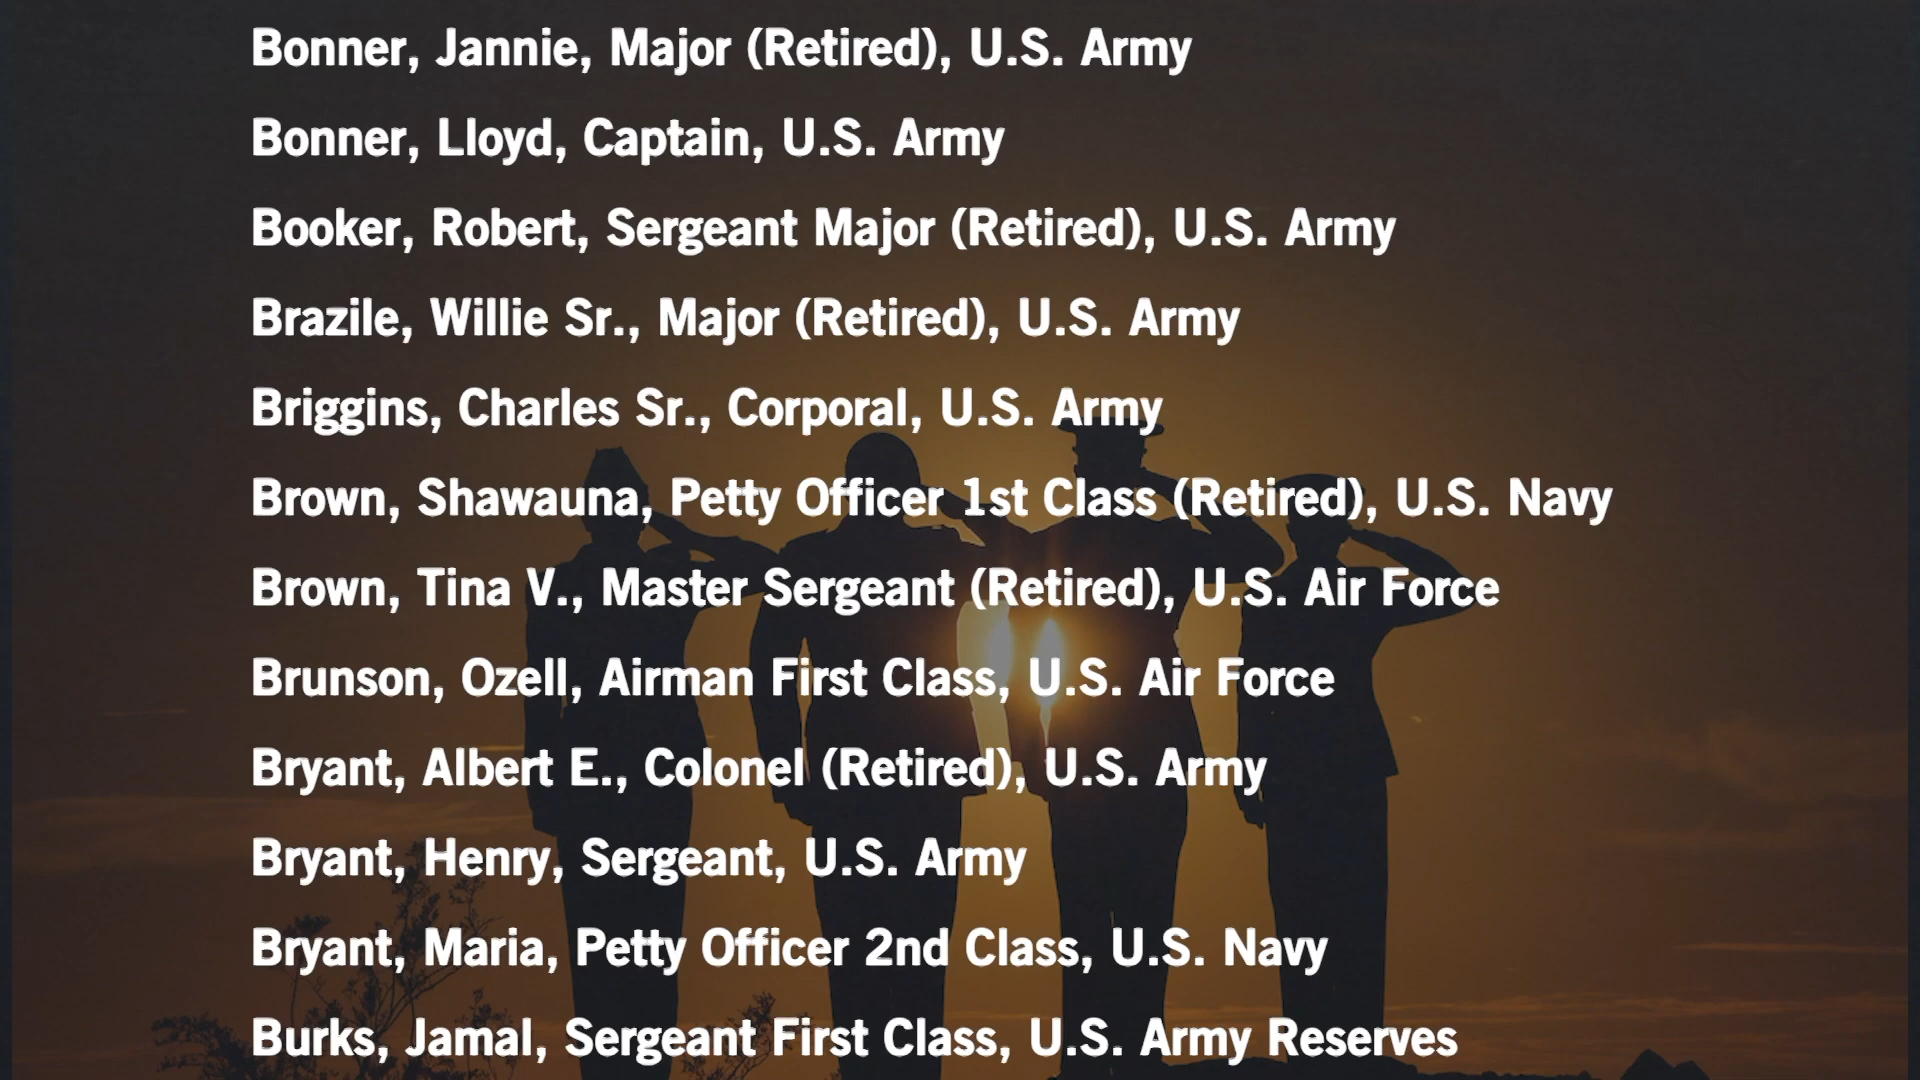 Bonner, Jannie, Major (Retired), U.S. Army
Bonner, Lloyd, Captain, U.S. Army
Booker, Robert, Sergeant Major (Retired), U.S. Army
Brazile, Willie Sr., Major (Retired), U.S. Army
Briggins, Charles Sr., Corporal, U.S. Army
Brown, Shawauna, Petty Officer 1st Class (Retired), U.S. Navy
Brown, Tina V., Master Sergeant (Retired), U.S. Air Force
Brunson, Ozell, Airman First Class, U.S. Air Force
Bryant, Albert E., Colonel (Retired), U.S. Army
Bryant, Henry, Sergeant, U.S. Army
Bryant, Maria, Petty Officer 2nd Class, U.S. Navy
Burks, Jamal, Sergeant First Class, U.S. Army Reserves